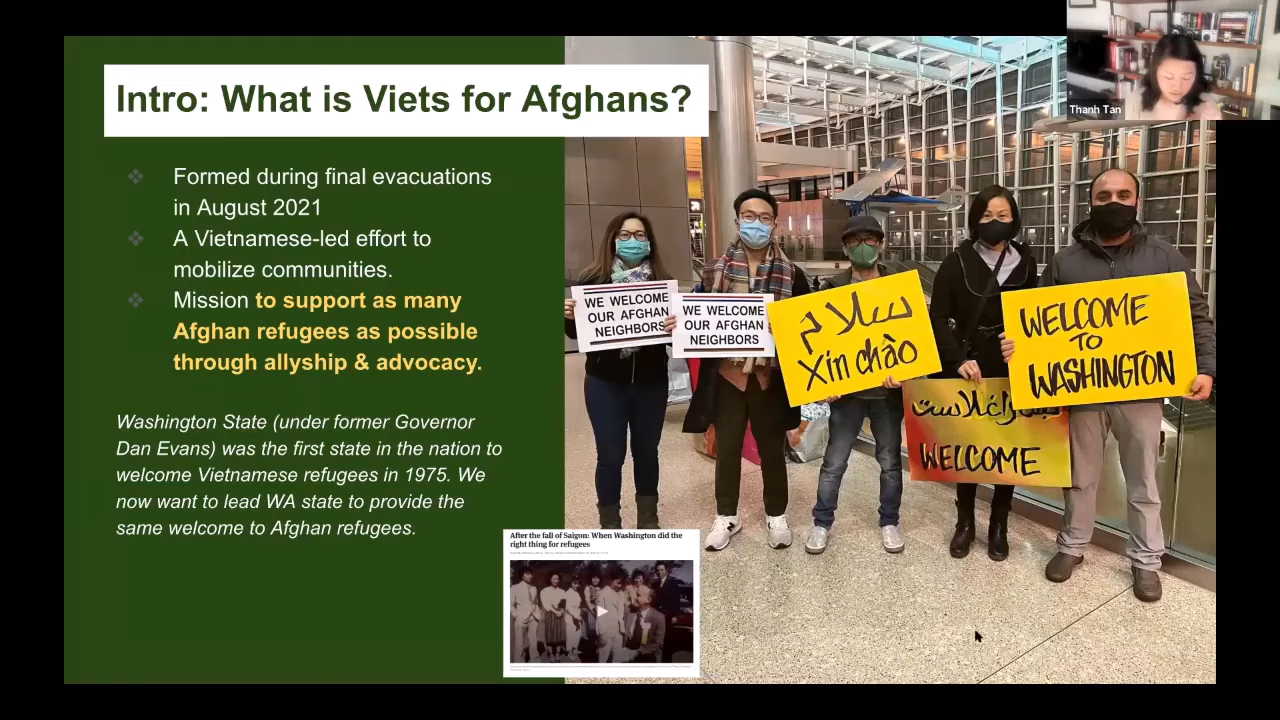 Intro: What is Viets for Afghans?
Formed during final evacuations
in August 2021
A Vietnamese-led effort to
mobilize communities.
Mission to support as many
Afghan refugees as possible
through allyship & advocacy.
Washington State (under former Governor
Dan Evans) was the first state in the nation to
welcome Vietnamese refugees in 1975. We
now want to lead WA state to provide the
same welcome to Afghan refugees.
After the fall of Saigon: When Washington did the
right thing for refugees
WE WELCOME
OUR AFGHAN
NEIGHBORS
WE WELCOME
OUR AFGHAN
NEIGHBORS
سلام
Xin chào
WELCOME
WELCOME
TO
WASHINGTON
Thanh Tan